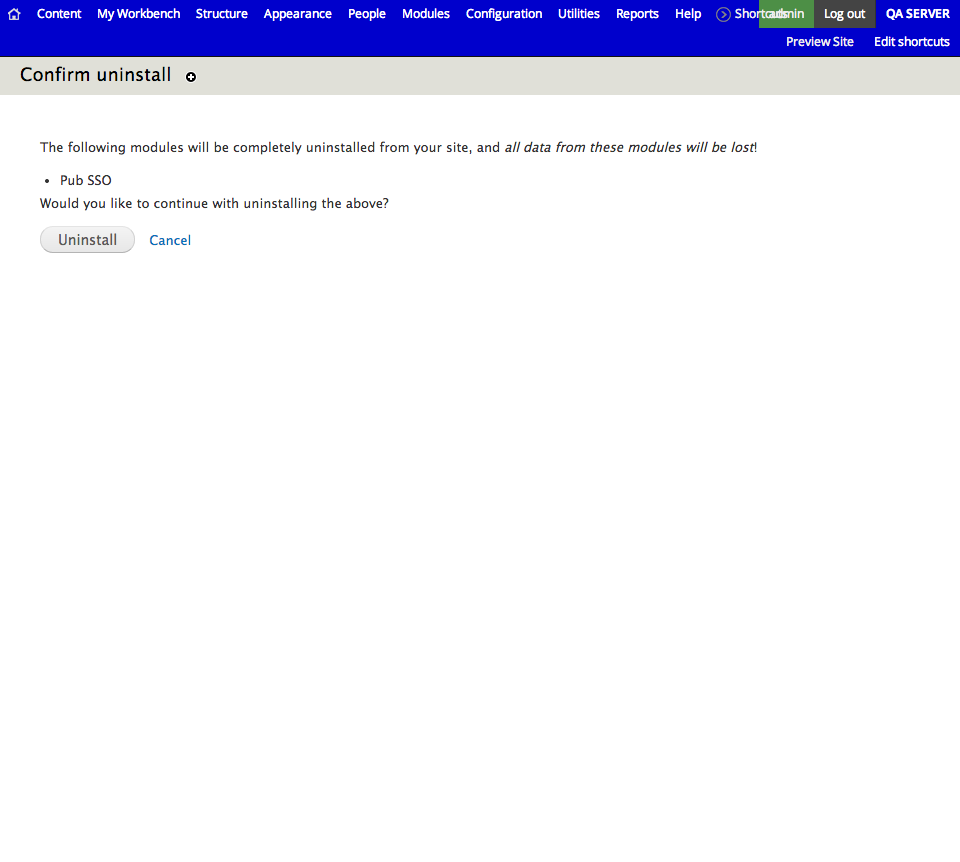 Content My Workbench Structure Appearance People Modules Configuration Utilities Reports Help Shortcuts admin Log out QA SERVER
Preview Site Edit shortcuts
Confirm uninstall
The following modules will be completely uninstalled from your site, and all data from these modules will be lost!
• Pub SSO
Would you like to continue with uninstalling the above?
Uninstall Cancel